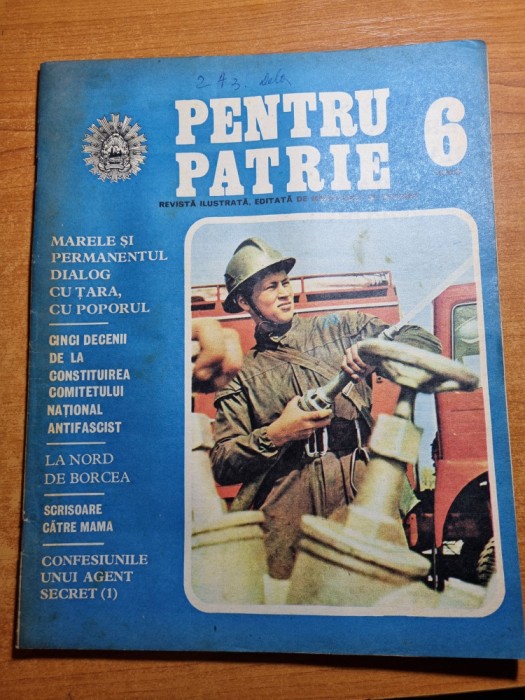 PENTRU
PATRIE
6
REVISTĂ ILUSTRATĂ, EDITATĂ DE
MARELE ȘI
PERMANENTUL
DIALOG
CU ȚARA,
CU POPORUL
CINCI DECENII
DE LA
CONSTITUIREA
COMITETULUI
NAȚIONAL
ANTIFASCIST
LA NORD
DE BORCEA
SCRISOARE
CĂTRE MAMA
CONFESIUNILE
UNUI AGENT
SECRET (1)